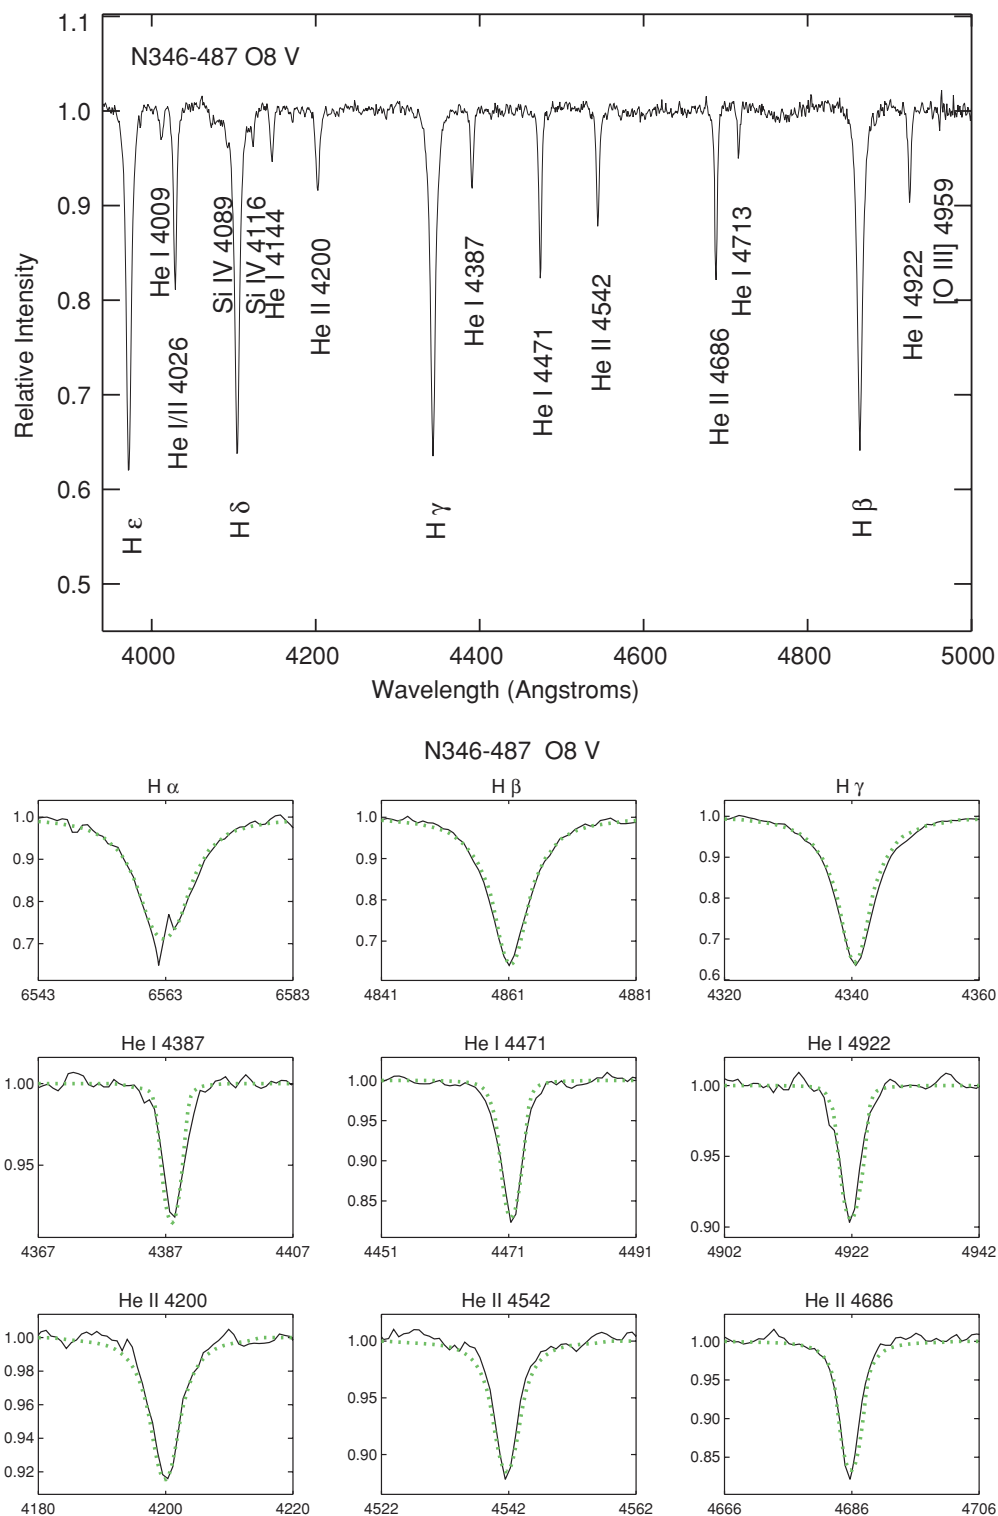 1.1
N346-487 O8 V
1.0
0.9
0.8
0.7
0.6
0.5
Relative Intensity
He I 4009
He I/II 4026
Si IV 4089
Si IV 4116
He I 4144
He II 4200
He I 4387
He I 4471
He II 4542
He II 4686
He I 4713
He I 4922
[O III] 4959
H ε
H δ
H γ
H β
4000 4200 4400 4600 4800 5000
Wavelength (Angstroms)
N346-487 O8 V
H α H β H γ
1.0 1.0 1.0
0.9 0.9 0.9
0.8 0.8 0.8
0.7 0.7 0.7
0.6
6543 6563 6583 4841 4861 4881 4320 4340 4360
He I 4387 He I 4471 He I 4922
1.00 1.00 1.00
0.95 0.95 0.95
0.90 0.90
0.85
4367 4387 4407 4451 4471 4491 4902 4922 4942
He II 4200 He II 4542 He II 4686
1.00 1.00 1.00
0.98 0.95 0.95
0.96 0.90 0.90
0.94 0.85
0.92
4180 4200 4220 4522 4542 4562 4666 4686 4706